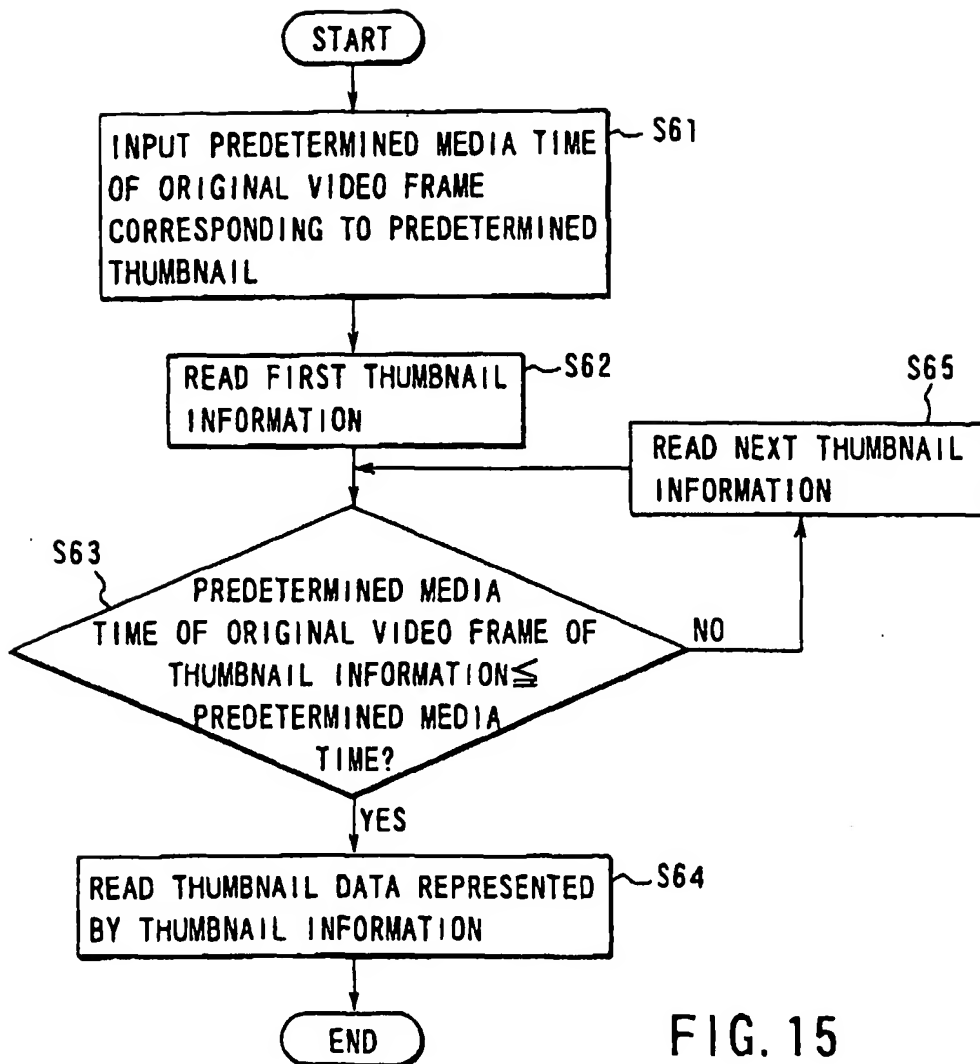 START
S61
INPUT PREDETERMINED MEDIA TIME
OF ORIGINAL VIDEO FRAME
CORRESPONDING TO PREDETERMINED
THUMBNAIL
S62
READ FIRST THUMBNAIL
INFORMATION
S65
READ NEXT THUMBNAIL
INFORMATION
S63
PREDETERMINED MEDIA
TIME OF ORIGINAL VIDEO FRAME OF
THUMBNAIL INFORMATION≦
PREDETERMINED MEDIA
TIME?
NO
YES
S64
READ THUMBNAIL DATA REPRESENTED
BY THUMBNAIL INFORMATION
END
FIG. 15